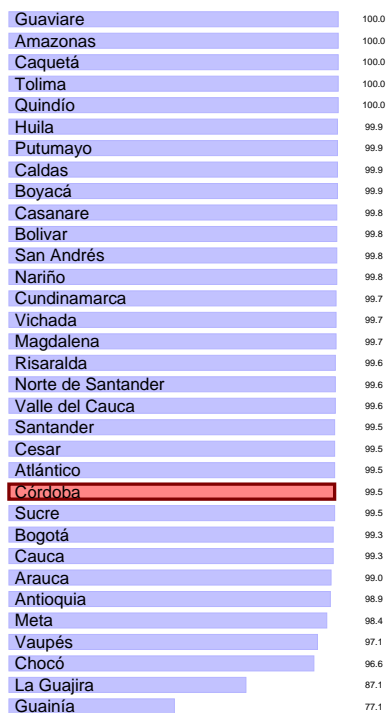 Guaviare 100.0
Amazonas 100.0
Caquetá 100.0
Tolima 100.0
Quindío 100.0
Huila 99.9
Putumayo 99.9
Caldas 99.9
Boyacá 99.9
Casanare 99.8
Bolivar 99.8
San Andrés 99.8
Nariño 99.8
Cundinamarca 99.7
Vichada 99.7
Magdalena 99.7
Risaralda 99.6
Norte de Santander 99.6
Valle del Cauca 99.6
Santander 99.5
Cesar 99.5
Atlántico 99.5
Córdoba 99.5
Sucre 99.5
Bogotá 99.3
Cauca 99.3
Arauca 99.0
Antioquia 98.9
Meta 98.4
Vaupés 97.1
Chocó 96.6
La Guajira 87.1
Guainía 77.1